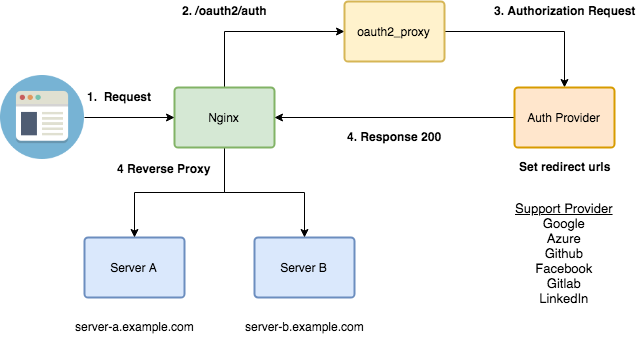 2. /oauth2/auth
3. Authorization Request
oauth2_proxy
1.  Request
Nginx
Auth Provider
4. Response 200
4 Reverse Proxy
Set redirect urls
Support Provider
Google
Azure
Github
Facebook
Gitlab
LinkedIn
Server A
Server B
server-a.example.com
server-b.example.com